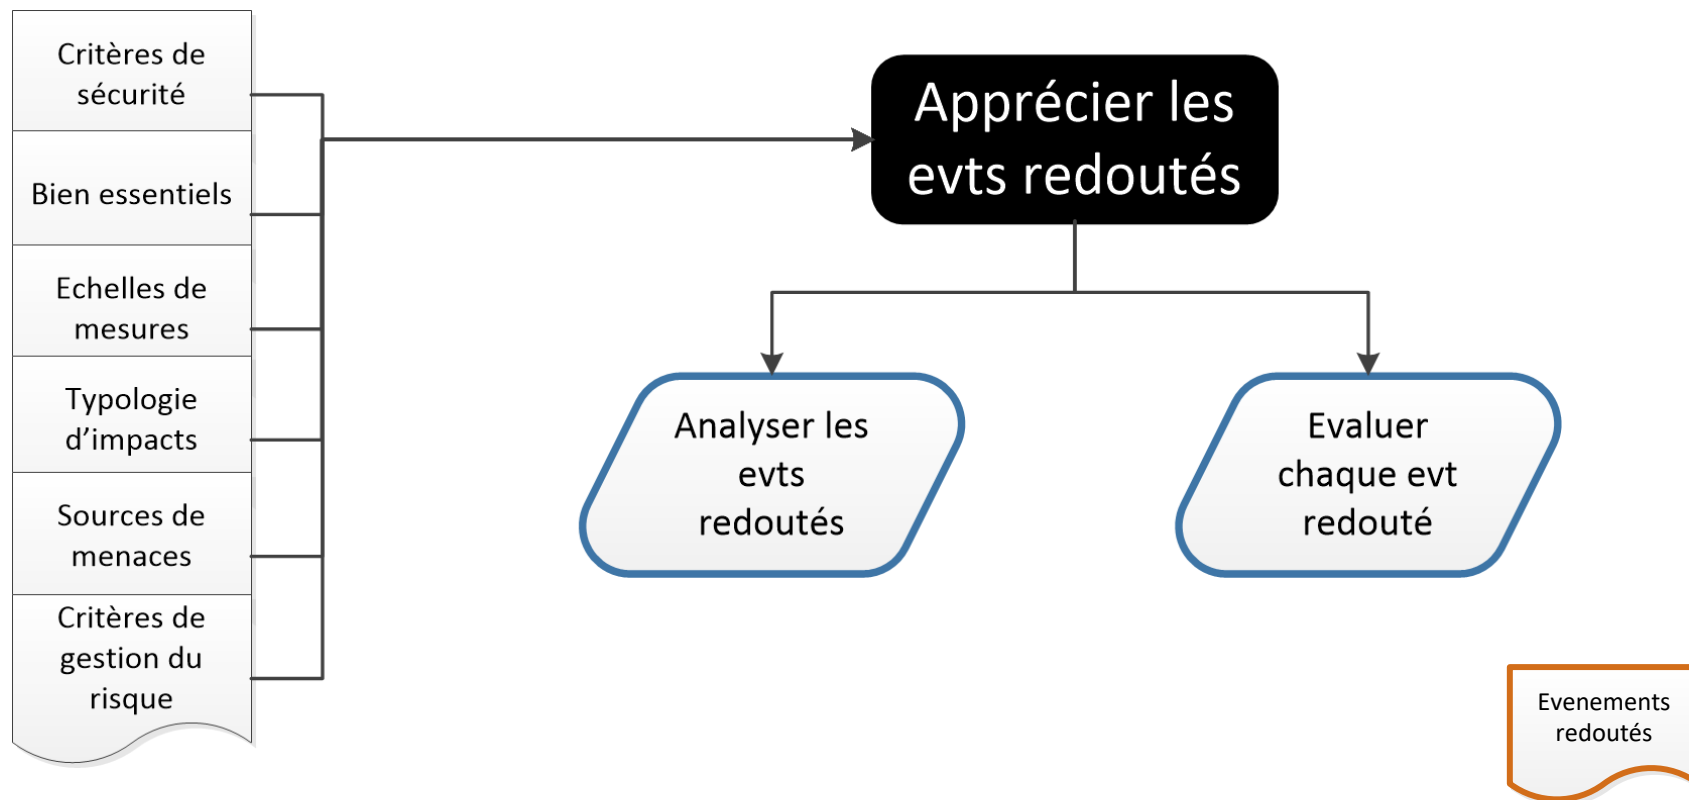 Critères de
sécurité
Bien essentiels
Echelles de
mesures
Typologie
d’impacts
Sources de
menaces
Critères de
gestion du
risque
Apprécier les
evts redoutés
Analyser les
evts
redoutés
Evaluer
chaque evt
redouté
Evenements
redoutés